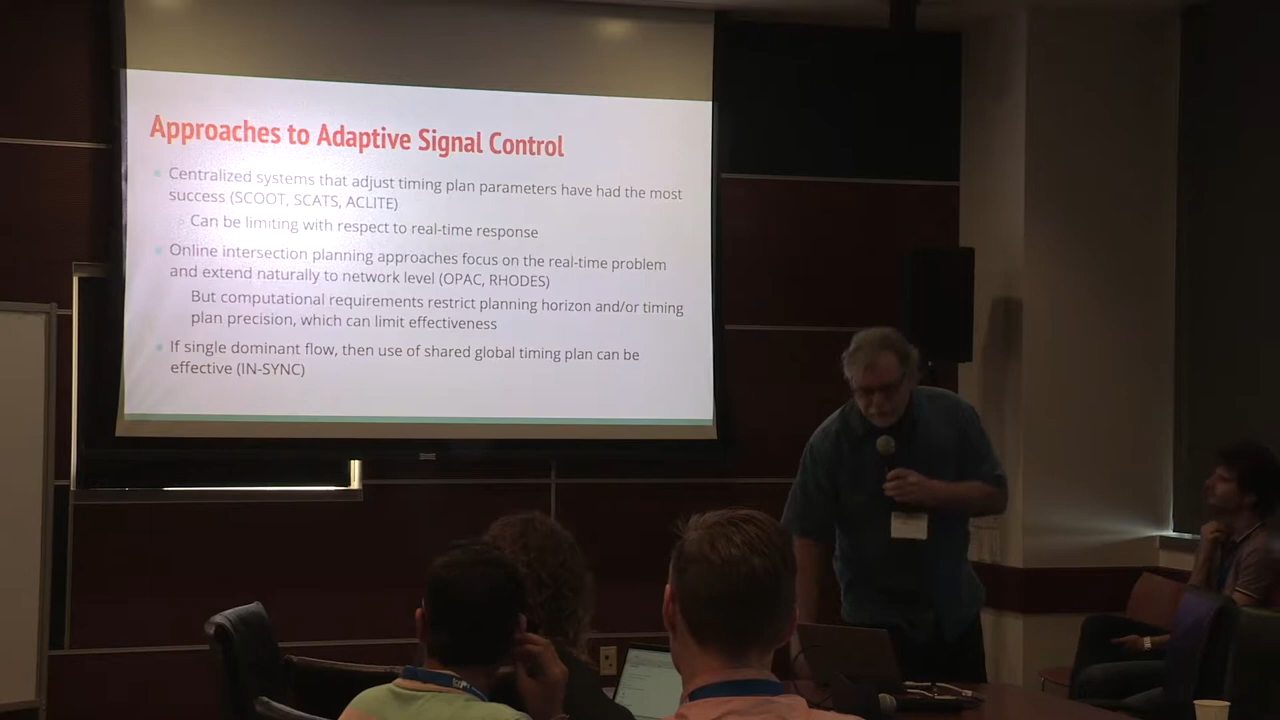 Approaches to Adaptive Signal Control
Centralized systems that adjust timing plan parameters have had the most
success (SCOOT, SCATS, ACLITE)
Can be limiting with respect to real-time response
Online intersection planning approaches focus on the real-time problem
and extend naturally to network level (OPAC, RHODES)
But computational requirements restrict planning horizon and/or timing
plan precision, which can limit effectiveness
If single dominant flow, then use of shared global timing plan can be
effective (IN-SYNC)